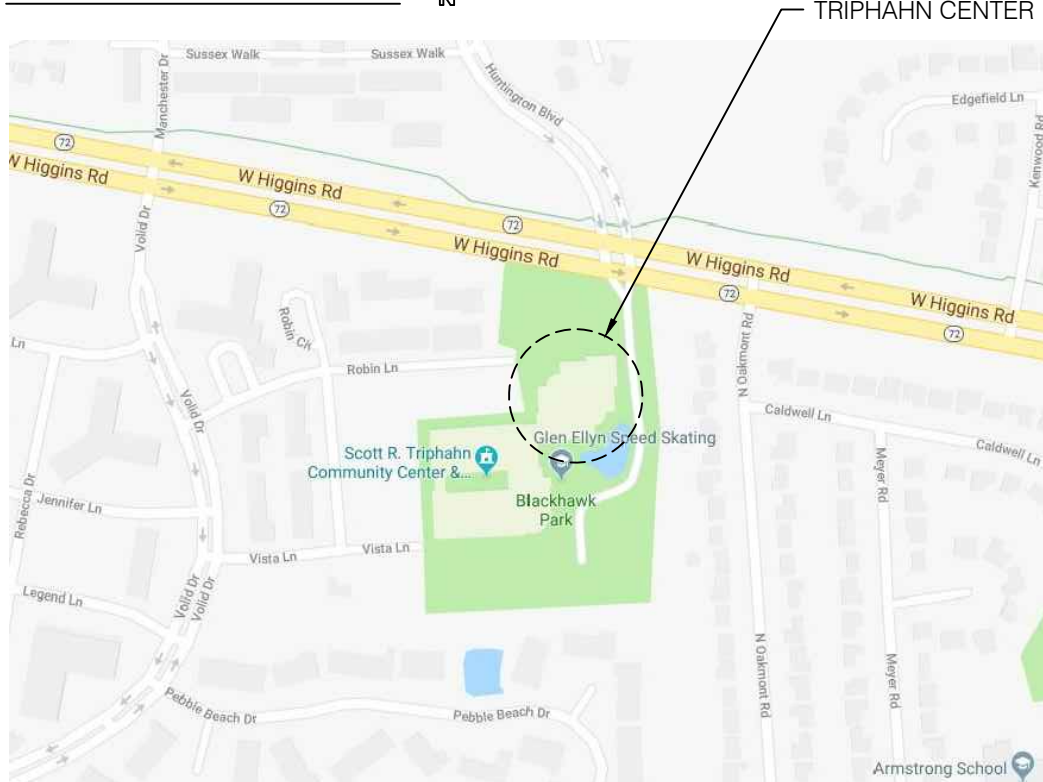 TRIPHAHN CENTER
Sussex Walk
Sussex Walk
Manchester Dr
Huntington Blvd
Edgefield Ln
Kenwood Rd
72
W Higgins Rd
W Higgins Rd
72
72
W Higgins Rd
W Higgins Rd
72
W Higgins Rd
72
Volid Dr
Robin Cir
N Oakmont Rd
Ln
Robin Ln
Volid Dr
Caldwell Ln
Caldwell Ln
Glen Ellyn Speed Skating
Scott R. Triphahn
Community Center &...
Blackhawk
Park
Meyer Rd
Rebecca Dr
Jennifer Ln
Vista Ln
Vista Ln
Legend Ln
Volid Dr
Volid Dr
N Oakmont Rd
Meyer Rd
Pebble Beach Dr
Pebble Beach Dr
Armstrong School